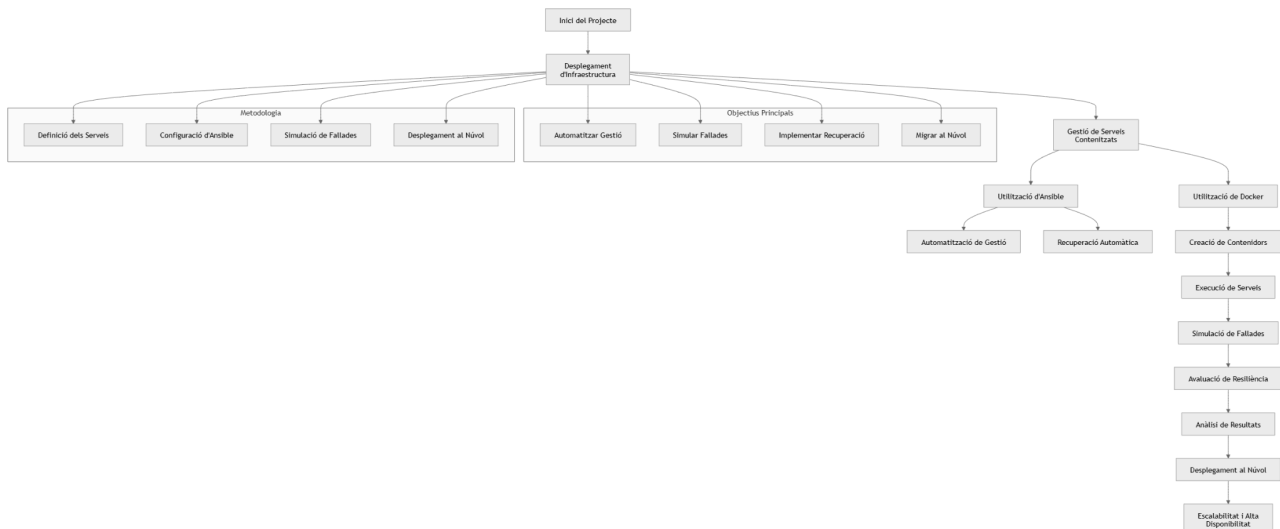 Inici del Projecte
Desplegament
d'Infraestructura
Metodologia
Objectius Principals
Definició dels Serveis
Configuració d'Ansible
Simulació de Fallades
Desplegament al Núvol
Automatitzar Gestió
Simular Fallades
Implementar Recuperació
Migrar al Núvol
Gestió de Serveis
Contenitzats
Utilització d'Ansible
Utilització de Docker
Automatització de Gestió
Recuperació Automàtica
Creació de Contenidors
Execució de Serveis
Simulació de Fallades
Avaluació de Resiliència
Anàlisi de Resultats
Desplegament al Núvol
Escalabilitat i Alta
Disponibilitat